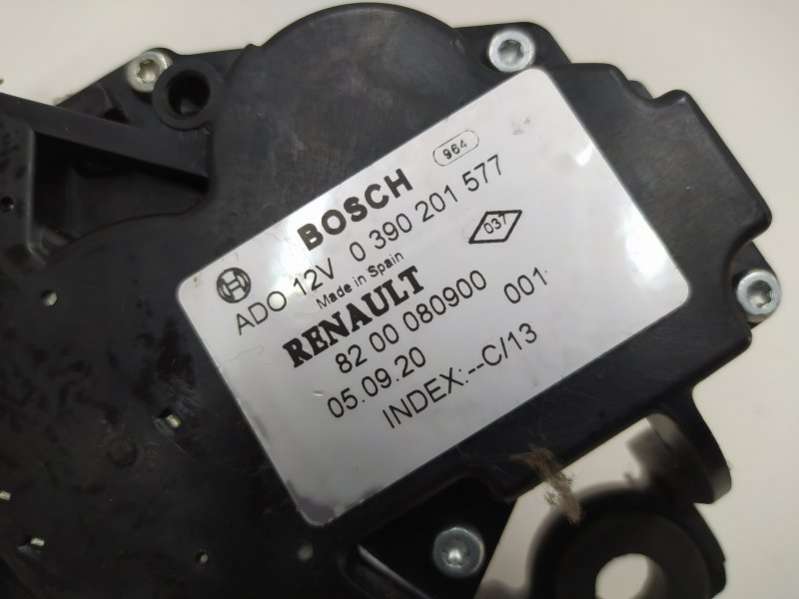 964
BOSCH
ADO 12V 0 390 201 577
Made in Spain
037
RENAULT
82 00 080900 001
05.09.20
INDEX:--C/13